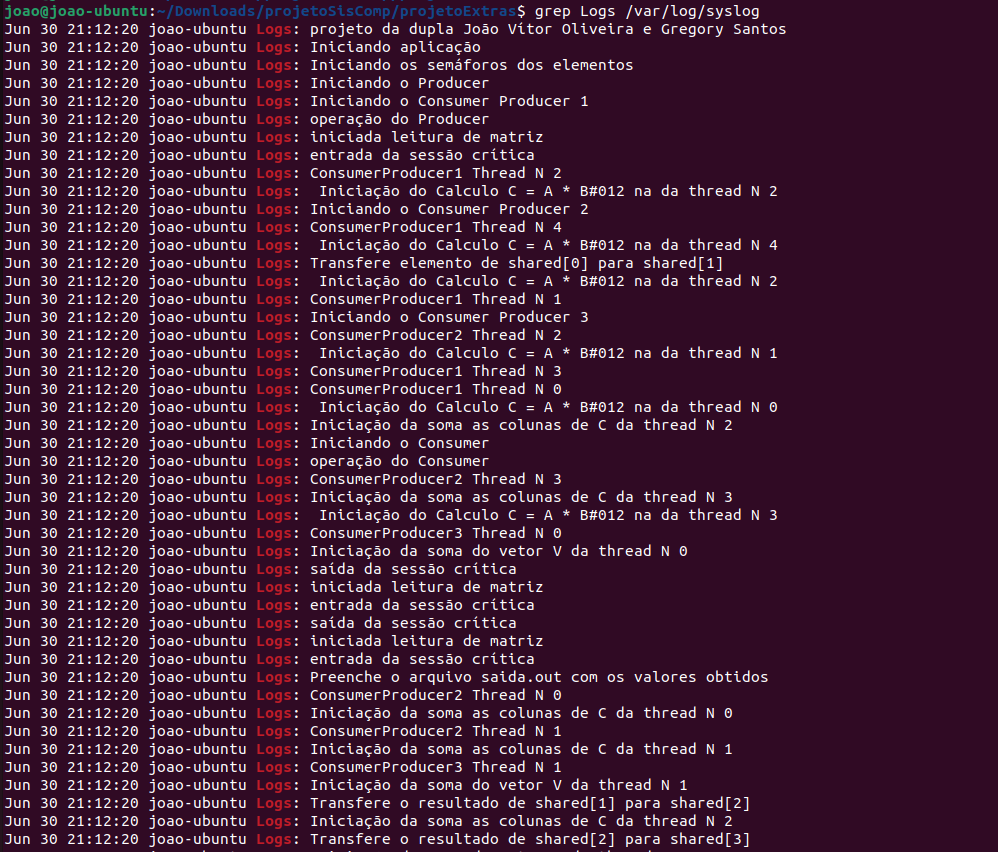 joao@joao-ubuntu:~/Downloads/projetoSisComp/projetoExtras$ grep Logs /var/log/syslog
Jun 30 21:12:20 joao-ubuntu Logs: projeto da dupla João Vítor Oliveira e Gregory Santos
Jun 30 21:12:20 joao-ubuntu Logs: Iniciando aplicação
Jun 30 21:12:20 joao-ubuntu Logs: Iniciando os semáforos dos elementos
Jun 30 21:12:20 joao-ubuntu Logs: Iniciando o Producer
Jun 30 21:12:20 joao-ubuntu Logs: Iniciando o Consumer Producer 1
Jun 30 21:12:20 joao-ubuntu Logs: operação do Producer
Jun 30 21:12:20 joao-ubuntu Logs: iniciada leitura de matriz
Jun 30 21:12:20 joao-ubuntu Logs: entrada da sessão crítica
Jun 30 21:12:20 joao-ubuntu Logs: ConsumerProducer1 Thread N 2
Jun 30 21:12:20 joao-ubuntu Logs:  Iniciação do Calculo C = A * B#012 na da thread N 2
Jun 30 21:12:20 joao-ubuntu Logs: Iniciando o Consumer Producer 2
Jun 30 21:12:20 joao-ubuntu Logs: ConsumerProducer1 Thread N 4
Jun 30 21:12:20 joao-ubuntu Logs:  Iniciação do Calculo C = A * B#012 na da thread N 4
Jun 30 21:12:20 joao-ubuntu Logs: Transfere elemento de shared[0] para shared[1]
Jun 30 21:12:20 joao-ubuntu Logs:  Iniciação do Calculo C = A * B#012 na da thread N 2
Jun 30 21:12:20 joao-ubuntu Logs: ConsumerProducer1 Thread N 1
Jun 30 21:12:20 joao-ubuntu Logs: Iniciando o Consumer Producer 3
Jun 30 21:12:20 joao-ubuntu Logs: ConsumerProducer2 Thread N 2
Jun 30 21:12:20 joao-ubuntu Logs:  Iniciação do Calculo C = A * B#012 na da thread N 1
Jun 30 21:12:20 joao-ubuntu Logs: ConsumerProducer1 Thread N 3
Jun 30 21:12:20 joao-ubuntu Logs: ConsumerProducer1 Thread N 0
Jun 30 21:12:20 joao-ubuntu Logs:  Iniciação do Calculo C = A * B#012 na da thread N 0
Jun 30 21:12:20 joao-ubuntu Logs: Iniciação da soma as colunas de C da thread N 2
Jun 30 21:12:20 joao-ubuntu Logs: Iniciando o Consumer
Jun 30 21:12:20 joao-ubuntu Logs: operação do Consumer
Jun 30 21:12:20 joao-ubuntu Logs: ConsumerProducer2 Thread N 3
Jun 30 21:12:20 joao-ubuntu Logs: Iniciação da soma as colunas de C da thread N 3
Jun 30 21:12:20 joao-ubuntu Logs:  Iniciação do Calculo C = A * B#012 na da thread N 3
Jun 30 21:12:20 joao-ubuntu Logs: ConsumerProducer3 Thread N 0
Jun 30 21:12:20 joao-ubuntu Logs: Iniciação da soma do vetor V da thread N 0
Jun 30 21:12:20 joao-ubuntu Logs: saída da sessão crítica
Jun 30 21:12:20 joao-ubuntu Logs: iniciada leitura de matriz
Jun 30 21:12:20 joao-ubuntu Logs: entrada da sessão crítica
Jun 30 21:12:20 joao-ubuntu Logs: saída da sessão crítica
Jun 30 21:12:20 joao-ubuntu Logs: iniciada leitura de matriz
Jun 30 21:12:20 joao-ubuntu Logs: entrada da sessão crítica
Jun 30 21:12:20 joao-ubuntu Logs: Preenche o arquivo saida.out com os valores obtidos
Jun 30 21:12:20 joao-ubuntu Logs: ConsumerProducer2 Thread N 0
Jun 30 21:12:20 joao-ubuntu Logs: Iniciação da soma as colunas de C da thread N 0
Jun 30 21:12:20 joao-ubuntu Logs: ConsumerProducer2 Thread N 1
Jun 30 21:12:20 joao-ubuntu Logs: Iniciação da soma as colunas de C da thread N 1
Jun 30 21:12:20 joao-ubuntu Logs: ConsumerProducer3 Thread N 1
Jun 30 21:12:20 joao-ubuntu Logs: Iniciação da soma do vetor V da thread N 1
Jun 30 21:12:20 joao-ubuntu Logs: Transfere o resultado de shared[1] para shared[2]
Jun 30 21:12:20 joao-ubuntu Logs: Iniciação da soma as colunas de C da thread N 2
Jun 30 21:12:20 joao-ubuntu Logs: Transfere o resultado de shared[2] para shared[3]